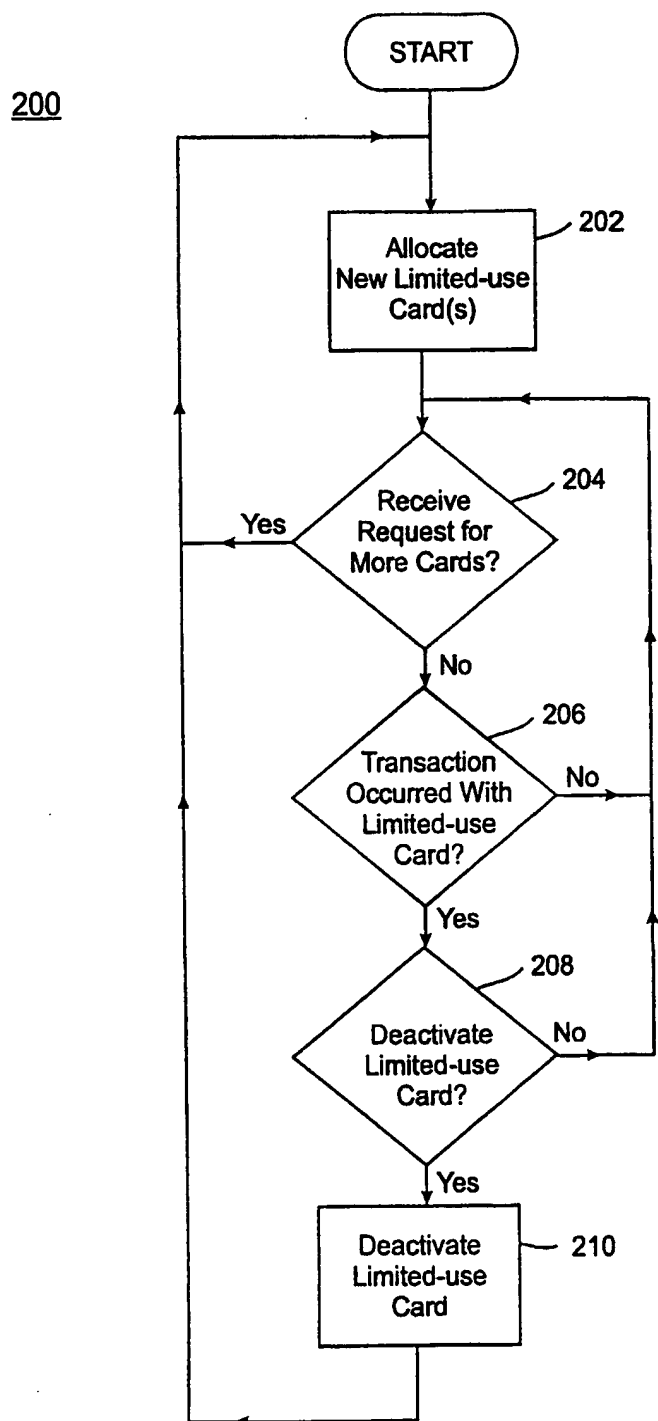 START
200
202
Allocate
New Limited-use
Card(s)
204
Receive
Request for
More Cards?
Yes
No
206
Transaction
Occurred With
Limited-use
Card?
No
Yes
208
Deactivate
Limited-use
Card?
No
Yes
210
Deactivate
Limited-use
Card